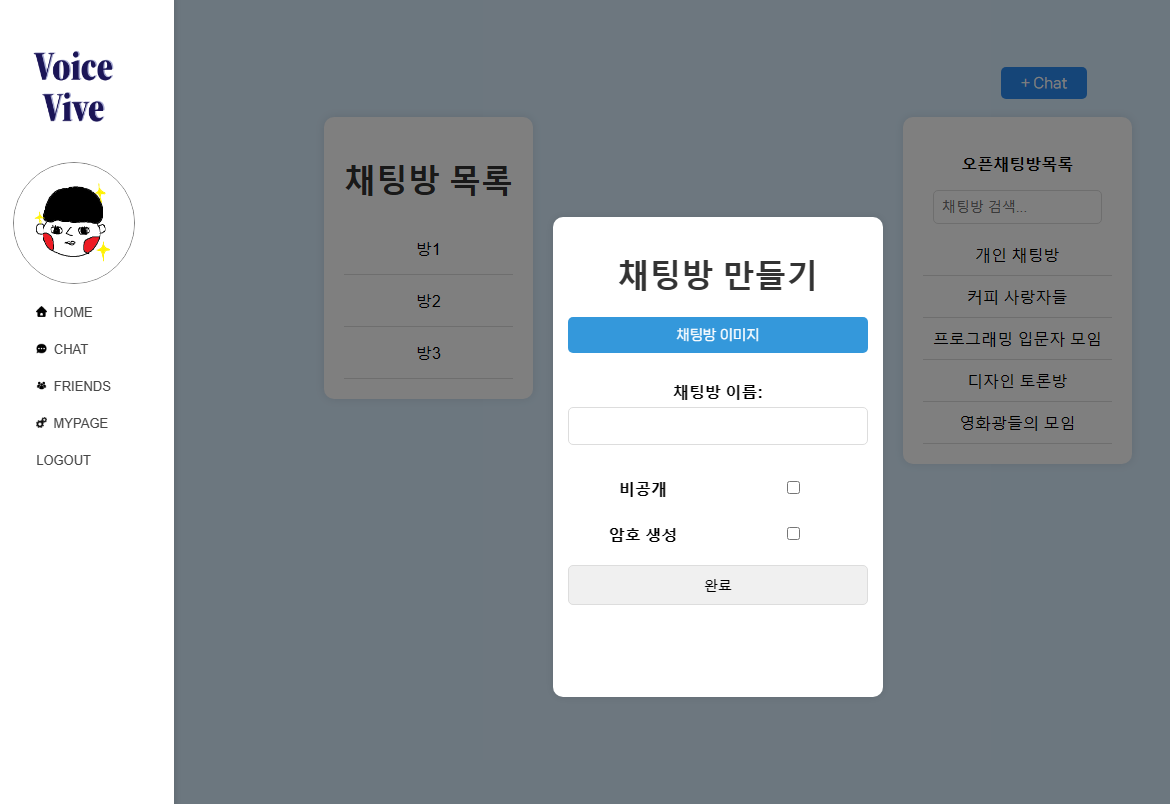 Voice
Vive
HOME
CHAT
FRIENDS
MYPAGE
LOGOUT
채팅방 목록
방1
방2
방3
채팅방 만들기
채팅방 이미지
채팅방 이름:
비공개
암호 생성
완료
+ Chat
오픈채팅방목록
채팅방 검색...
개인 채팅방
커피 사랑자들
프로그래밍 입문자 모임
디자인 토론방
영화광들의 모임